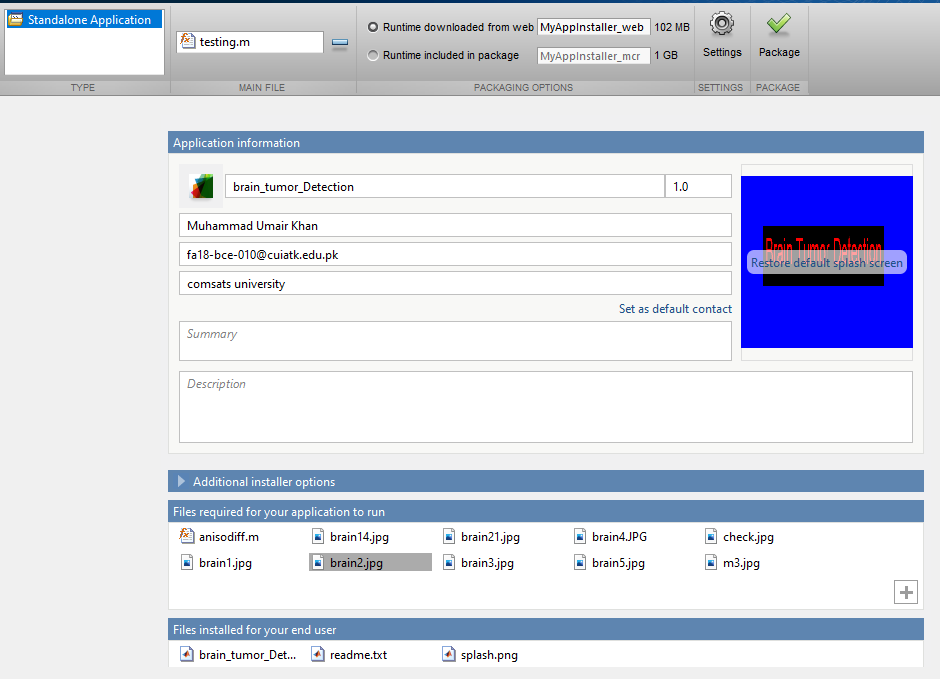 Standalone Application
TYPE
testing.m
MAIN FILE
Runtime downloaded from web MyAppInstaller_web 102 MB
Runtime included in package MyAppInstaller_mcr 1 GB
PACKAGING OPTIONS
Settings
SETTINGS
Package
PACKAGE
Application information
brain_tumor_Detection 1.0
Muhammad Umair Khan
fa18-bce-010@cuiatk.edu.pk
comsats university
Set as default contact
Brain Tumor Detection
Restore default splash screen
Summary
Description
Additional installer options
Files required for your application to run
anisodiff.m brain14.jpg brain21.jpg brain4.JPG check.jpg
brain1.jpg brain2.jpg brain3.jpg brain5.jpg m3.jpg
Files installed for your end user
brain_tumor_Det... readme.txt splash.png